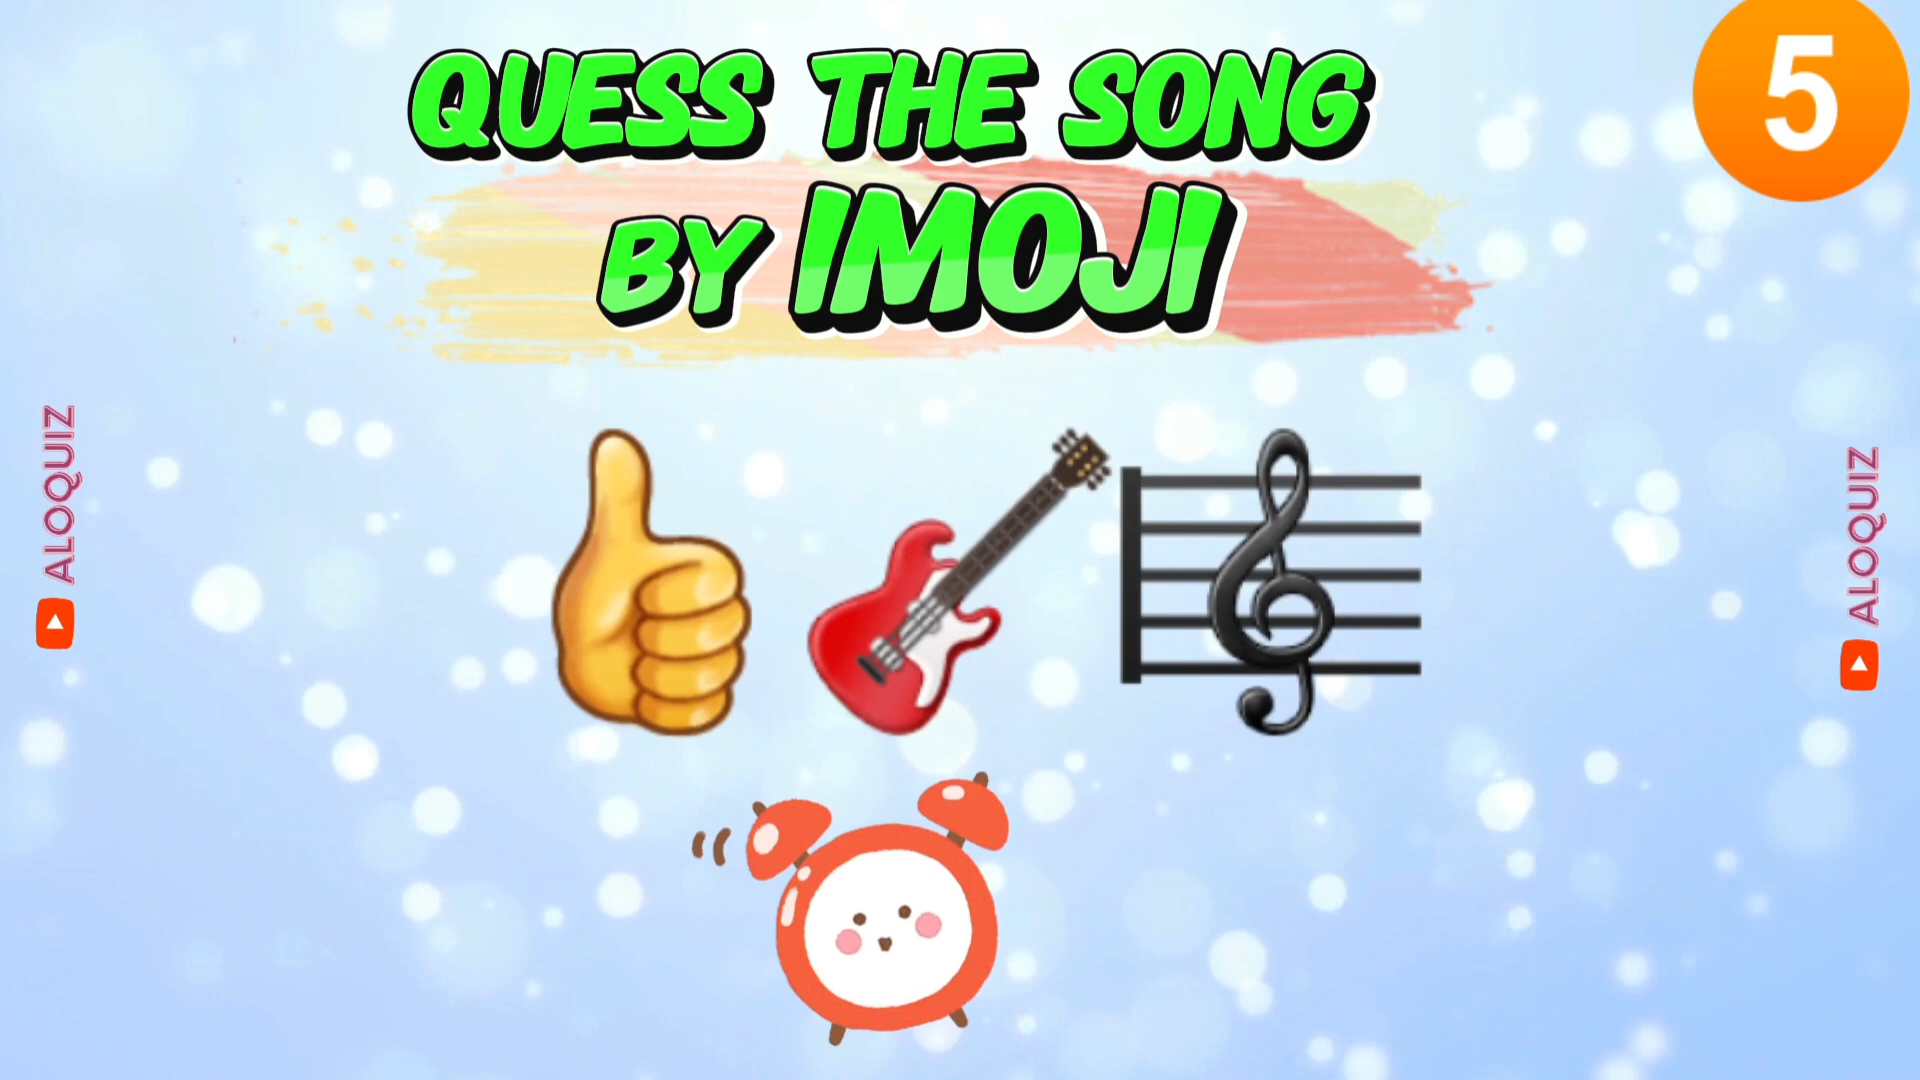 QUESS THE SONG
BY IMOJI
5
ALOQUIZ
ALOQUIZ